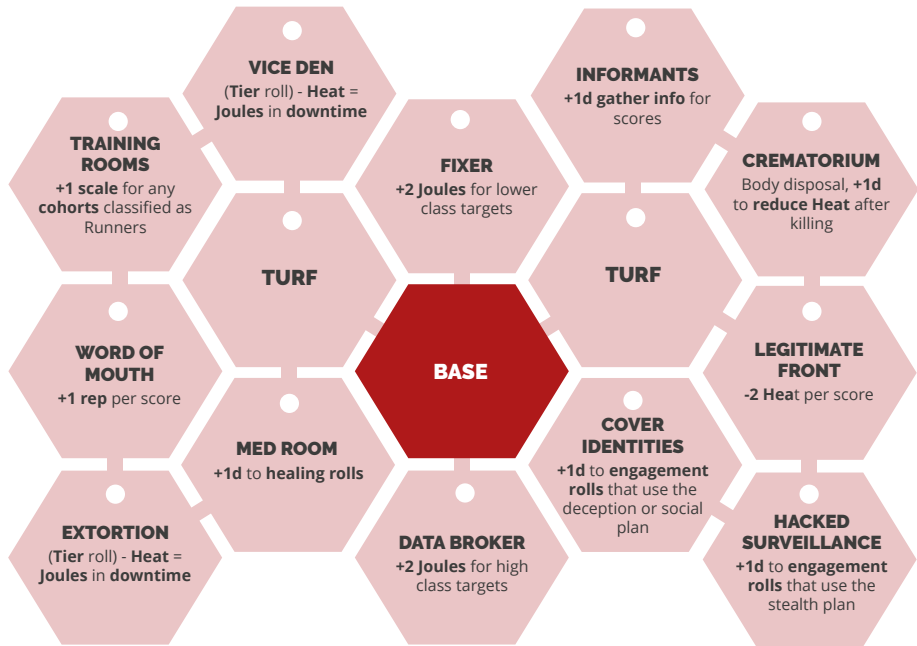 VICE DEN
(Tier roll) - Heat =
Joules in downtime
INFORMANTS
+1d gather info for
scores
TRAINING
ROOMS
+1 scale for any
cohorts classified as
Runners
FIXER
+2 Joules for lower
class targets
CREMATORIUM
Body disposal, +1d
to reduce Heat after
killing
TURF
TURF
WORD OF
MOUTH
+1 rep per score
BASE
LEGITIMATE
FRONT
-2 Heat per score
MED ROOM
+1d to healing rolls
COVER
IDENTITIES
+1d to engagement
rolls that use the
deception or social
plan
EXTORTION
(Tier roll) - Heat =
Joules in downtime
DATA BROKER
+2 Joules for high
class targets
HACKED
SURVEILLANCE
+1d to engagement
rolls that use the
stealth plan